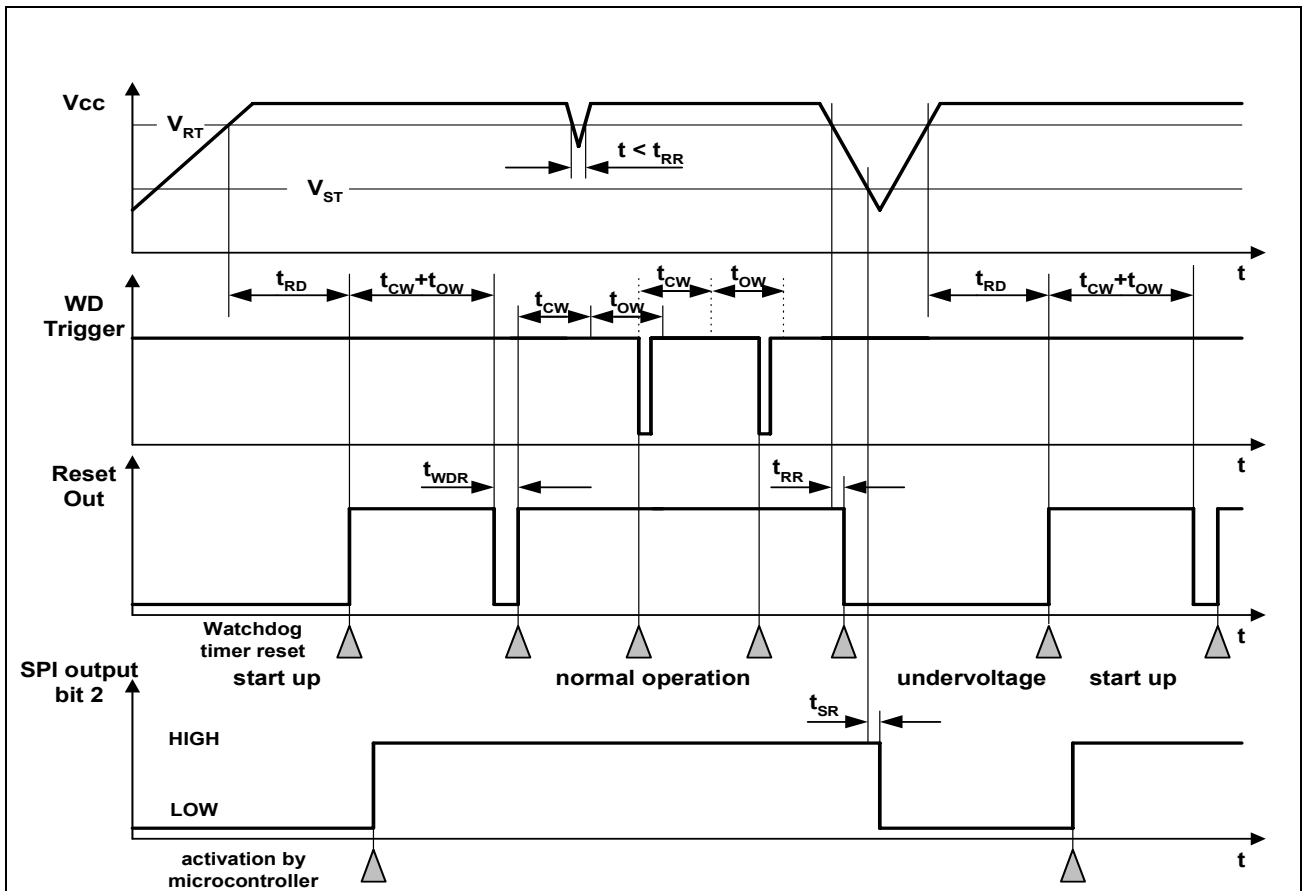 Vcc
V_RT
t < t_RR
V_ST
t
WD
Trigger
t_RD
t_CW+t_OW
t_CW
t_OW
t_CW
t_OW
t_RD
t_CW+t_OW
t
Reset
Out
t_WDR
t_RR
t
Watchdog
timer reset
SPI output
bit 2
start up
normal operation
undervoltage
start up
t_SR
HIGH
LOW
t
activation by
microcontroller